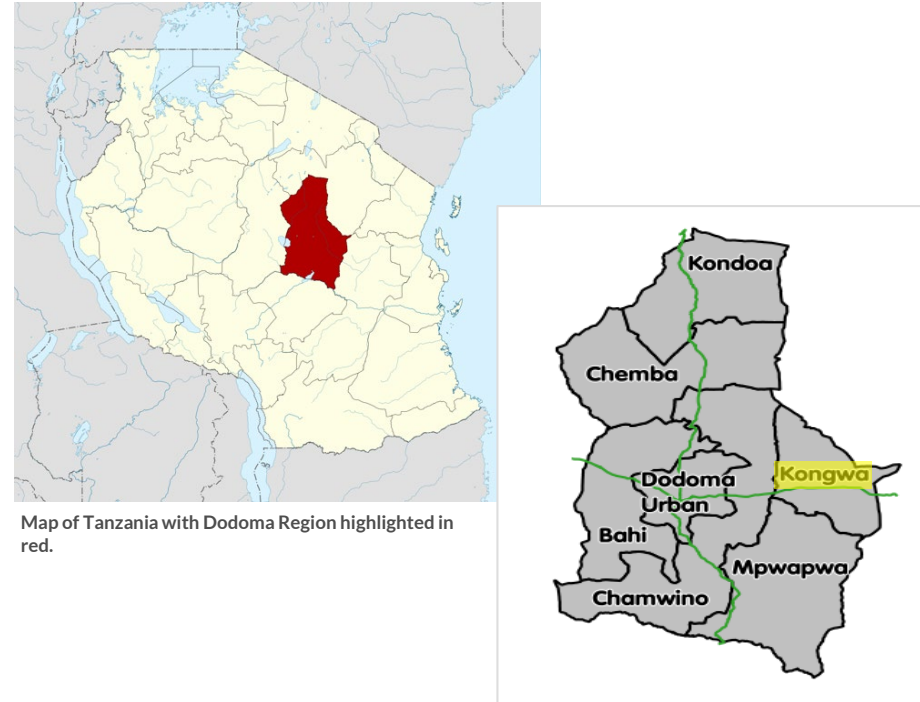 Map of Tanzania with Dodoma Region highlighted in
red.
Kondoa
Chemba
Kongwa
Dodoma
Urban
Bahi
Mpwapwa
Chamwino